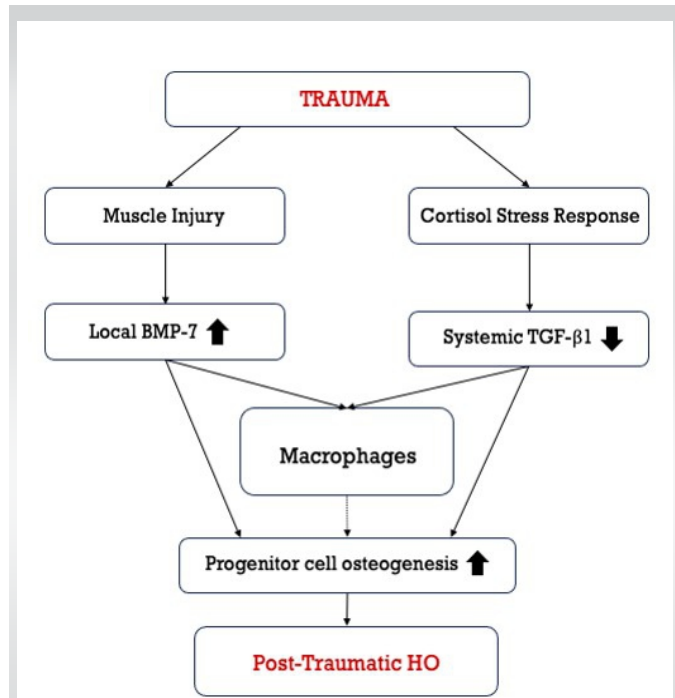 TRAUMA
Muscle Injury
Cortisol Stress Response
Local BMP-7
Systemic TGF-β1
Macrophages
Progenitor cell osteogenesis
Post-Traumatic HO